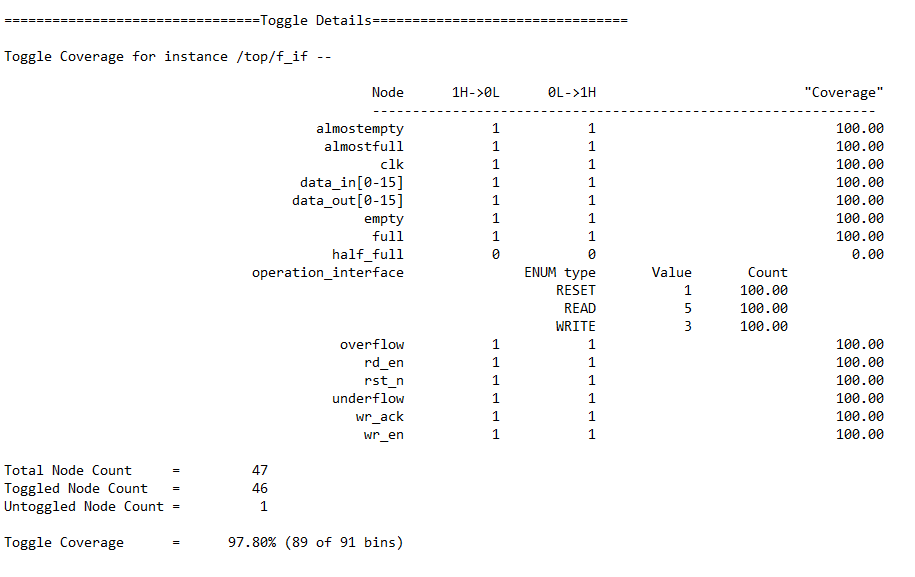 ================================Toggle Details================================
Toggle Coverage for instance /top/f_if --
Node 1H->0L 0L->1H "Coverage"
---------------------------------------------------------------
almostempty 1 1 100.00
almostfull 1 1 100.00
clk 1 1 100.00
data_in[0-15] 1 1 100.00
data_out[0-15] 1 1 100.00
empty 1 1 100.00
full 1 1 100.00
half_full 0 0 0.00
operation_interface ENUM type Value Count
RESET 1 100.00
READ 5 100.00
WRITE 3 100.00
overflow 1 1 100.00
rd_en 1 1 100.00
rst_n 1 1 100.00
underflow 1 1 100.00
wr_ack 1 1 100.00
wr_en 1 1 100.00
Total Node Count = 47
Toggled Node Count = 46
Untoggled Node Count = 1
Toggle Coverage = 97.80% (89 of 91 bins)